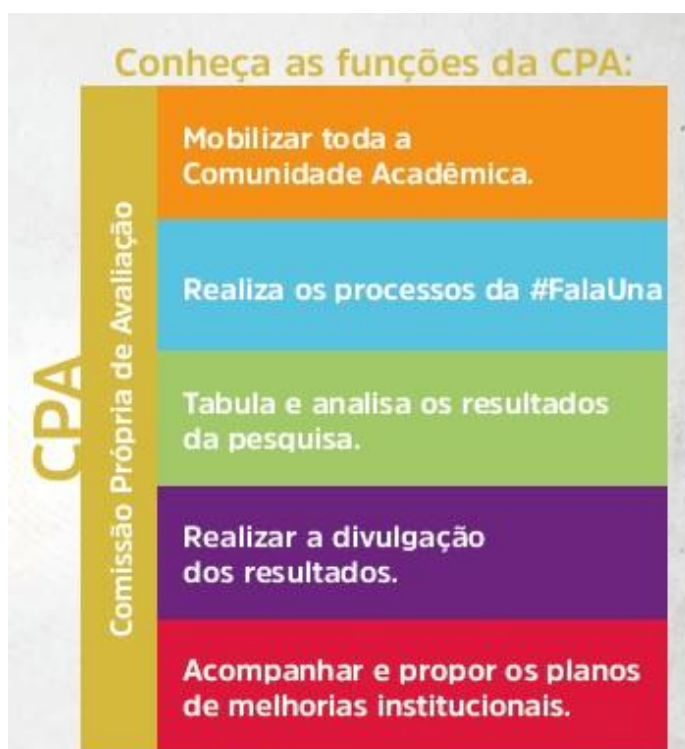 Conheça as funções da CPA:
CPA
Comissão Própria de Avaliação
Mobilizar toda a
Comunidade Acadêmica.
Realiza os processos da #FalaUna
Tabula e analisa os resultados
da pesquisa.
Realizar a divulgação
dos resultados.
Acompanhar e propor os planos
de melhorias institucionais.